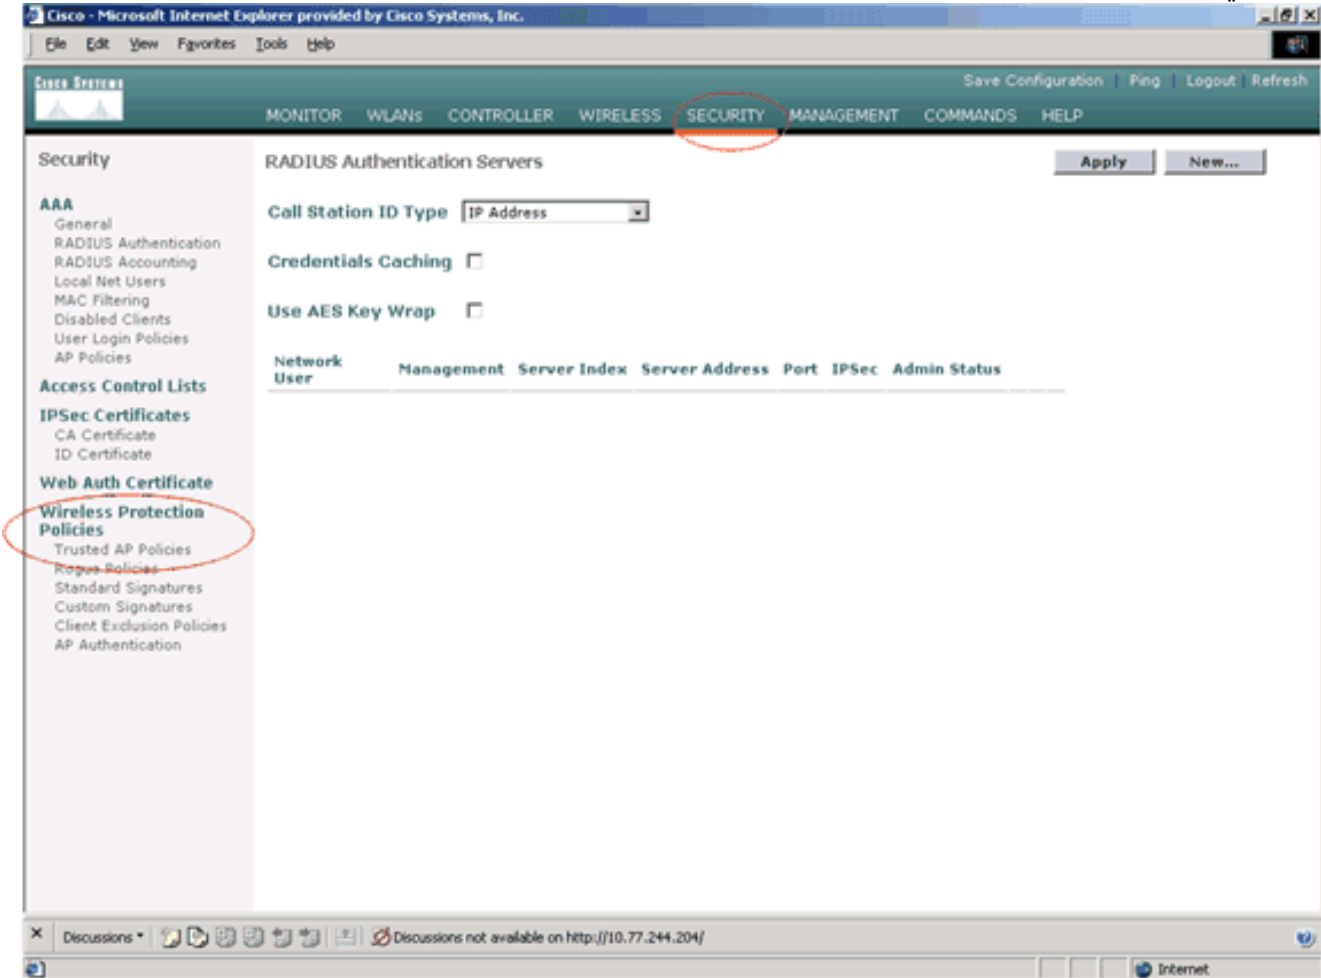 Cisco - Microsoft Internet Explorer provided by Cisco Systems, Inc.
File Edit View Favorites Tools Help
CISCO SYSTEMS
Save Configuration | Ping | Logout | Refresh
MONITOR WLANs CONTROLLER WIRELESS SECURITY MANAGEMENT COMMANDS HELP
Security
AAA
General
RADIUS Authentication
RADIUS Accounting
Local Net Users
MAC Filtering
Disabled Clients
User Login Policies
AP Policies
Access Control Lists
IPSec Certificates
CA Certificate
ID Certificate
Web Auth Certificate
Wireless Protection
Policies
Trusted AP Policies
Rogue Policies
Standard Signatures
Custom Signatures
Client Exclusion Policies
AP Authentication
RADIUS Authentication Servers
Apply New...
Call Station ID Type IP Address
Credentials Caching
Use AES Key Wrap
Network User Management Server Index Server Address Port IPSec Admin Status
Discussions Discussions not available on http://10.77.244.204/
Internet